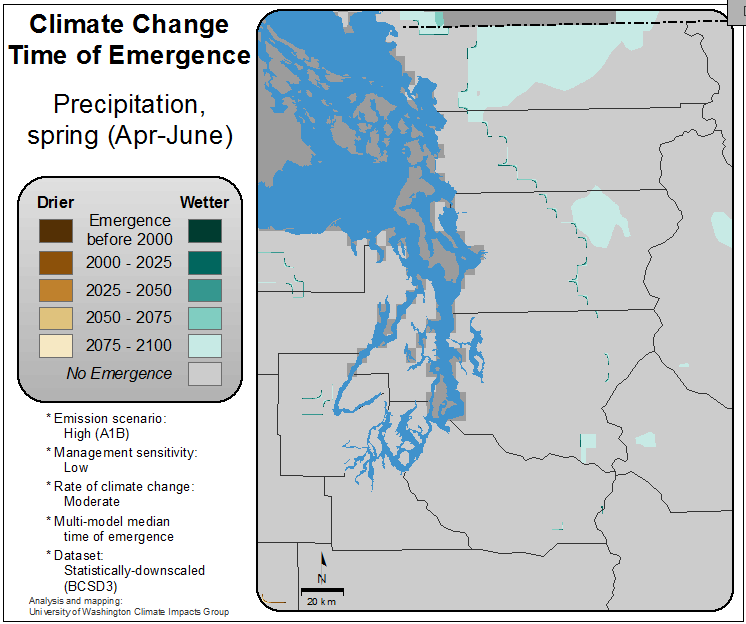 Climate Change
Time of Emergence
Precipitation,
spring (Apr-June)
Drier
Wetter
Emergence
before 2000
2000 - 2025
2025 - 2050
2050 - 2075
2075 - 2100
No Emergence
* Emission scenario:
High (A1B)
* Management sensitivity:
Low
* Rate of climate change:
Moderate
* Multi-model median
time of emergence
* Dataset:
Statistically-downscaled
(BCSD3)
Analysis and mapping:
University of Washington Climate Impacts Group
N
20 km